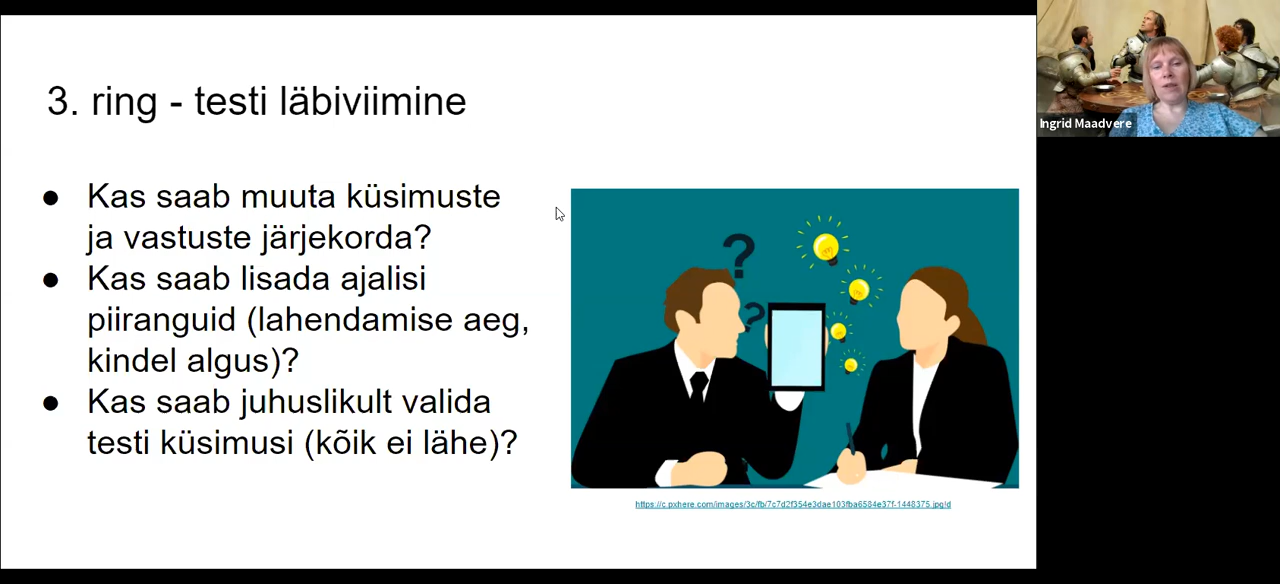 3. ring - testi läbiviimine
● Kas saab muuta küsimuste
ja vastuste järjekorda?
● Kas saab lisada ajalisi
piiranguid (lahendamise aeg,
kindel algus)?
● Kas saab juhuslikult valida
testi küsimusi (kõik ei lähe)?
? 
?
https://c.pxhere.com/images/3c/fb/7c7d2f354e3dae103fba6584e37f-1448375.jpg!d
Ingrid Maadvere